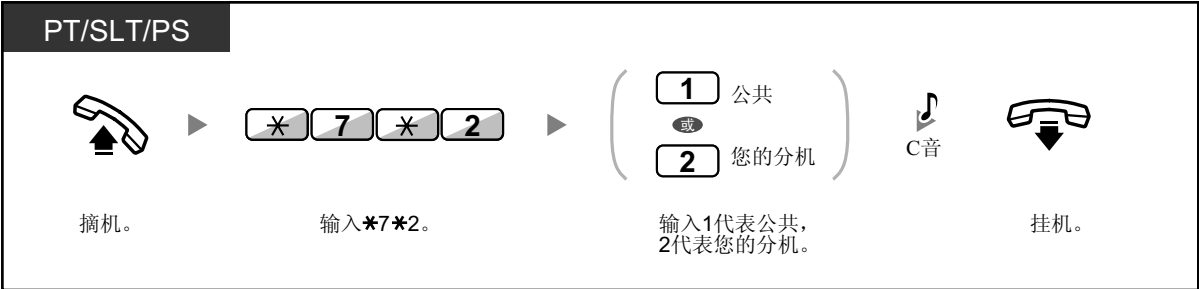 PT/SLT/PS
✳ 7 ✳ 2
1 公共
或
2 您的分机
C音
摘机。
输入✳7✳2。
输入1代表公共，
2代表您的分机。
挂机。